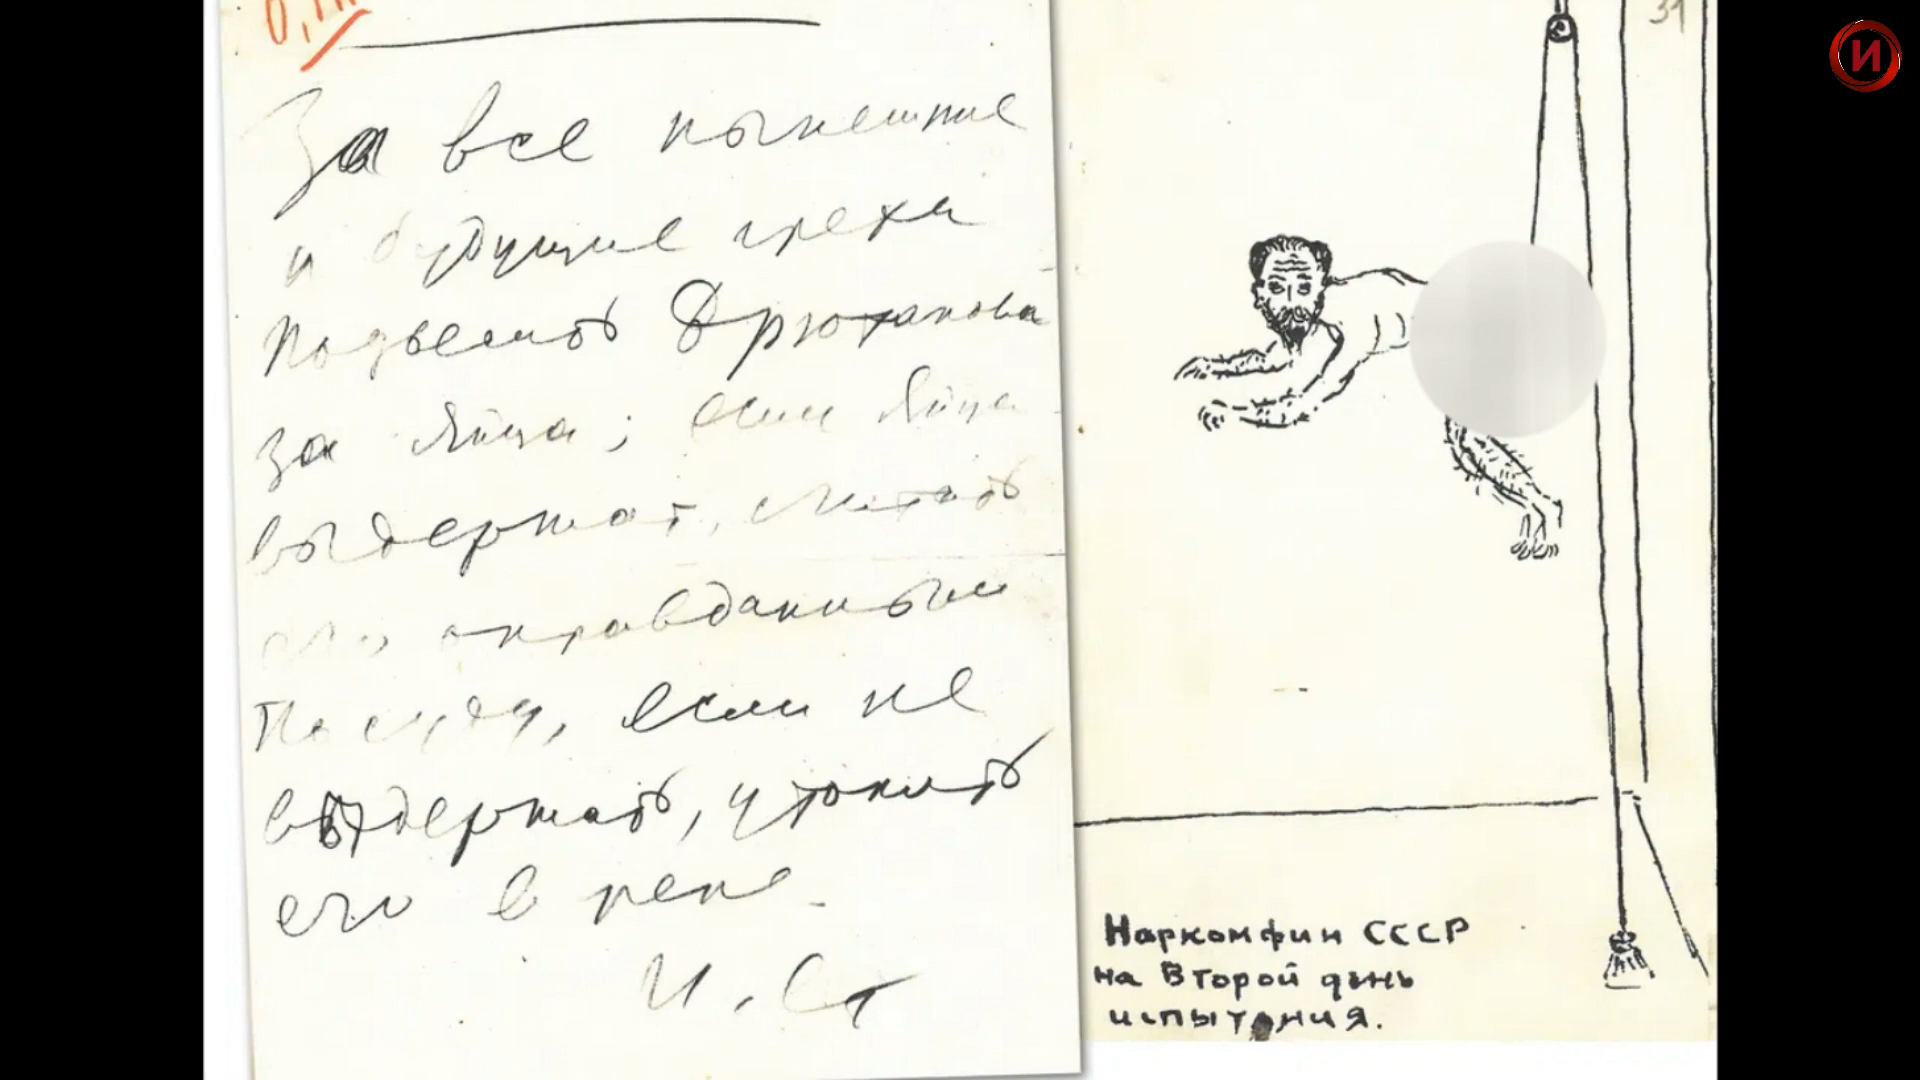 За все нынешние
и будущие грехи
подвесить Брюханова
за яйца; если яйца
выдержат, считать
его оправданным
по суду, если не
выдержат, утопить
его в реке.
И. Ст
Наркомфин СССР
на Второй день
испытания.
И